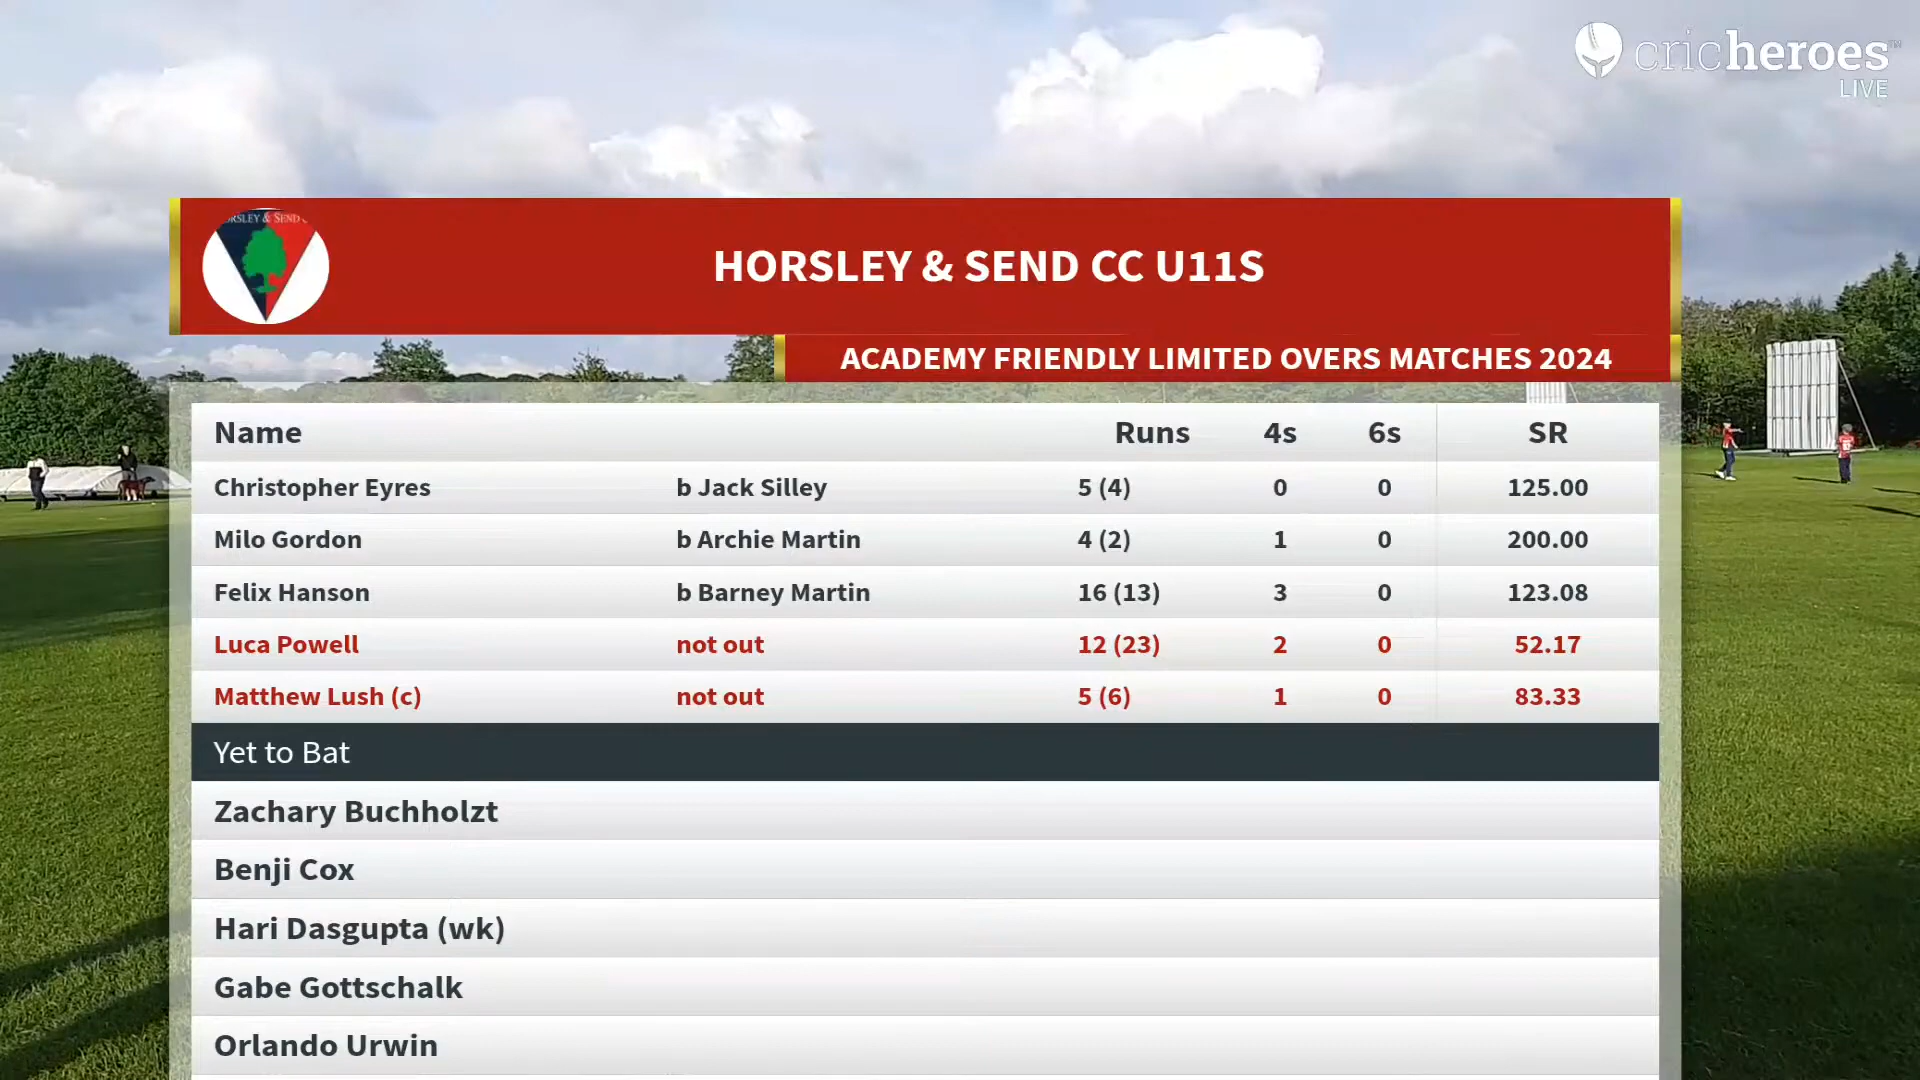 cricheroes
LIVE
HORSLEY & SEND CC U11S
ACADEMY FRIENDLY LIMITED OVERS MATCHES 2024
Name Runs 4s 6s SR
Christopher Eyres b Jack Silley 5 (4) 0 0 125.00
Milo Gordon b Archie Martin 4 (2) 1 0 200.00
Felix Hanson b Barney Martin 16 (13) 3 0 123.08
Luca Powell not out 12 (23) 2 0 52.17
Matthew Lush (c) not out 5 (6) 1 0 83.33
Yet to Bat
Zachary Buchholzt
Benji Cox
Hari Dasgupta (wk)
Gabe Gottschalk
Orlando Urwin